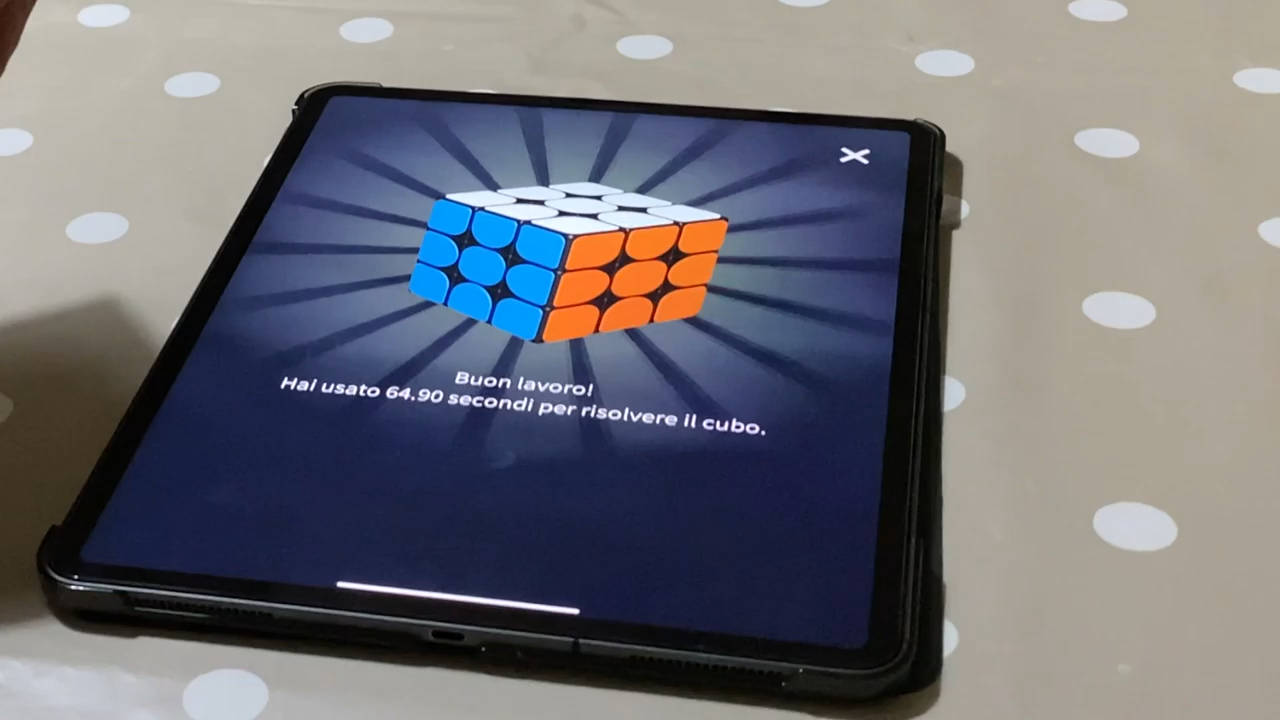 Buon lavoro!
Hai usato 64.90 secondi per risolvere il cubo.